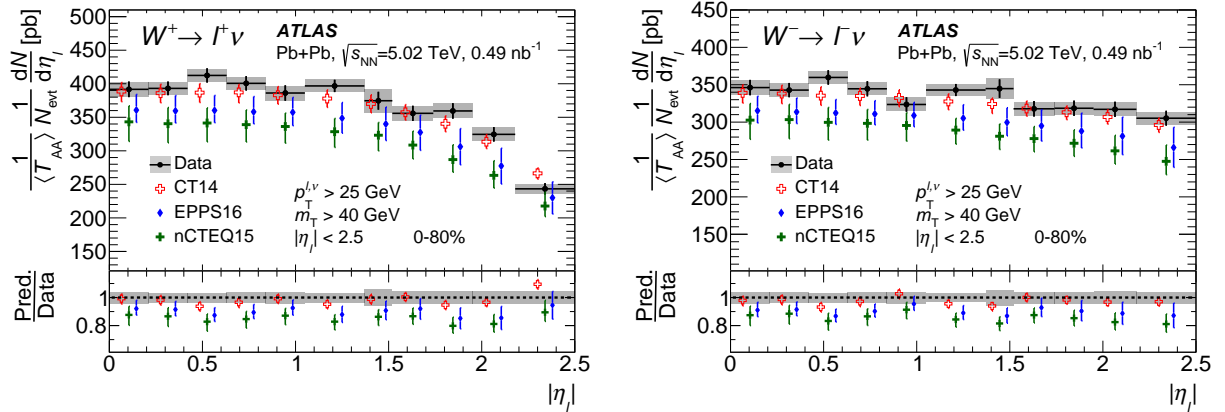 1/⟨T_AA⟩ 1/N_evt dN/dη_l [pb]
500
450
400
350
300
250
200
150
W⁺→ l⁺ν
ATLAS
Pb+Pb, √s_NN=5.02 TeV, 0.49 nb⁻¹
Data
CT14
EPPS16
nCTEQ15
p_T^{l,ν} > 25 GeV
m_T > 40 GeV
|η_l| < 2.5 0-80%
Pred./Data
1
0.8
0 0.5 1 1.5 2 2.5
|η_l|
1/⟨T_AA⟩ 1/N_evt dN/dη_l [pb]
450
400
350
300
250
200
150
W⁻→ l⁻ν
ATLAS
Pb+Pb, √s_NN=5.02 TeV, 0.49 nb⁻¹
Data
CT14
EPPS16
nCTEQ15
p_T^{l,ν} > 25 GeV
m_T > 40 GeV
|η_l| < 2.5 0-80%
Pred./Data
1
0.8
0 0.5 1 1.5 2 2.5
|η_l|